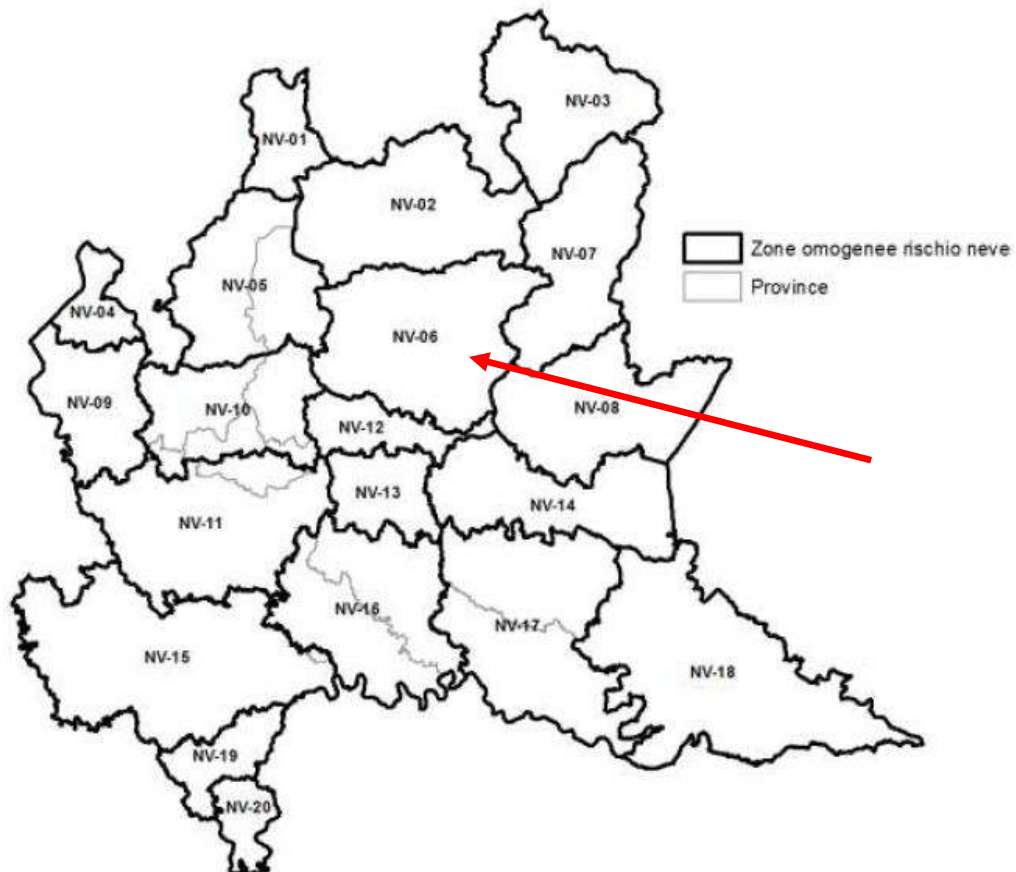 NV-03
NV-01
NV-02
Zone omogenee rischio neve
NV-07
NV-05
Province
NV-04
NV-06
NV-09
NV-10
NV-08
NV-12
NV-13
NV-14
NV-11
NV-16
NV-17
NV-15
NV-18
NV-19
NV-20